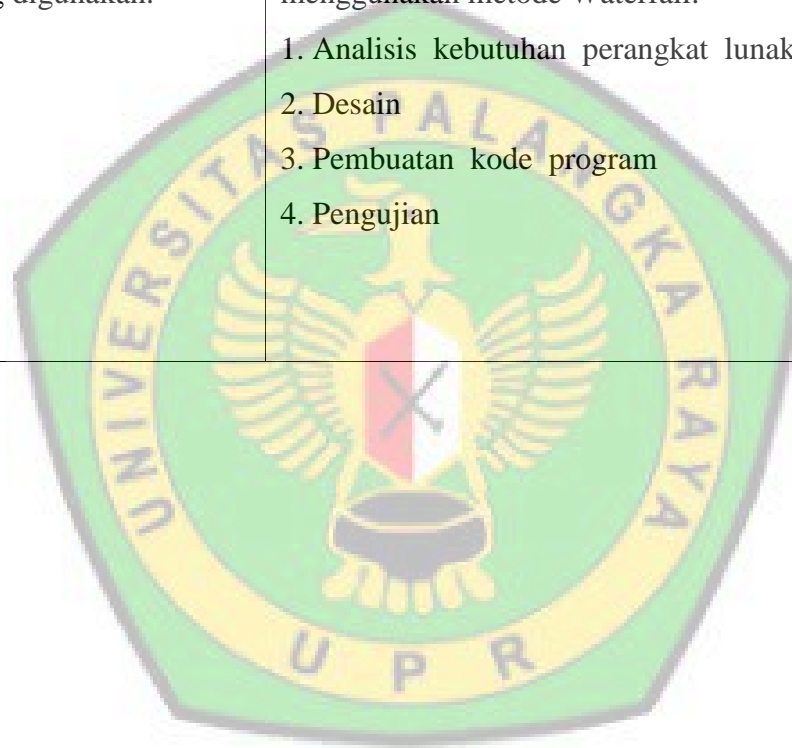 digunakan.
menggunakan metode Waterfall.
1. Analisis kebutuhan perangkat lunak
2. Desain
3. Pembuatan kode program
4. Pengujian
UNIVERSITAS PALANGKA RAYA
UPR